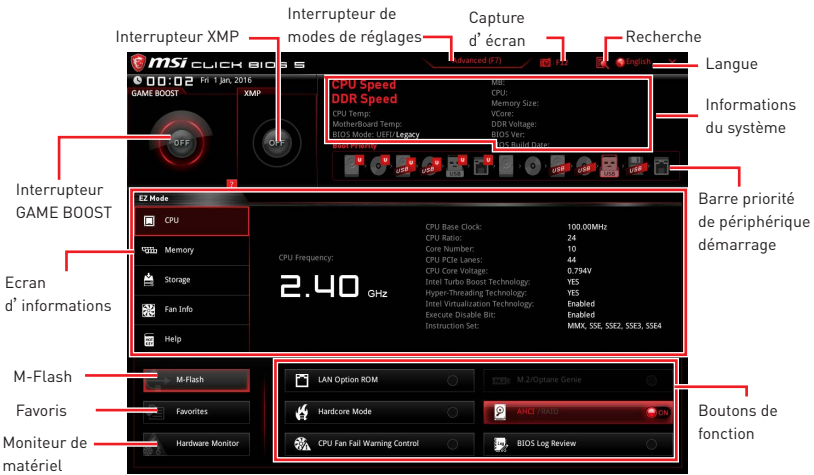 Interrupteur de
modes de réglages
Capture
d'écran
Interrupteur XMP
Recherche
Langue
msi CLICK BIOS 5
Advanced (F7)
F12
English
X
00:02 Fri 1 Jan, 2016
GAME BOOST
XMP
OFF
OFF
CPU Speed
DDR Speed
CPU Temp:
MotherBoard Temp:
BIOS Mode: UEFI/Legacy
Boot Priority
MB:
CPU:
Memory Size:
VCore:
DDR Voltage:
BIOS Ver:
BIOS Build Date:
Informations
du système
U U U U U U
USB USB USB USB USB USB
?
Interrupteur
GAME BOOST
Barre priorité
de périphérique
démarrage
EZ Mode
CPU
Memory
Storage
Fan Info
HOT KEY
Help
CPU Frequency:
2.40 GHz
CPU Base Clock: 100.00MHz
CPU Ratio: 24
Core Number: 10
CPU PCIe Lanes: 44
CPU Core Voltage: 0.794V
Intel Turbo Boost Technology: YES
Hyper-Threading Technology: YES
Intel Virtualization Technology: Enabled
Execute Disable Bit: Enabled
Instruction Set: MMX, SSE, SSE2, SSE3, SSE4
Ecran
d'informations
M-Flash
Favoris
Moniteur de
matériel
M-Flash
Favorites
Hardware Monitor
LAN Option ROM
M.2/Optane Genie
Hardcore Mode
AHCI /RAID
ON
CPU Fan Fail Warning Control
BIOS Log Review
Boutons de
fonction